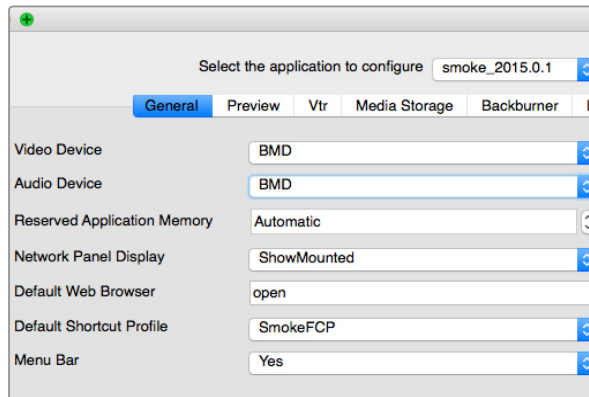 Select the application to configure smoke_2015.0.1
General Preview Vtr Media Storage Backburner
Video Device BMD
Audio Device BMD
Reserved Application Memory Automatic
Network Panel Display ShowMounted
Default Web Browser open
Default Shortcut Profile SmokeFCP
Menu Bar Yes